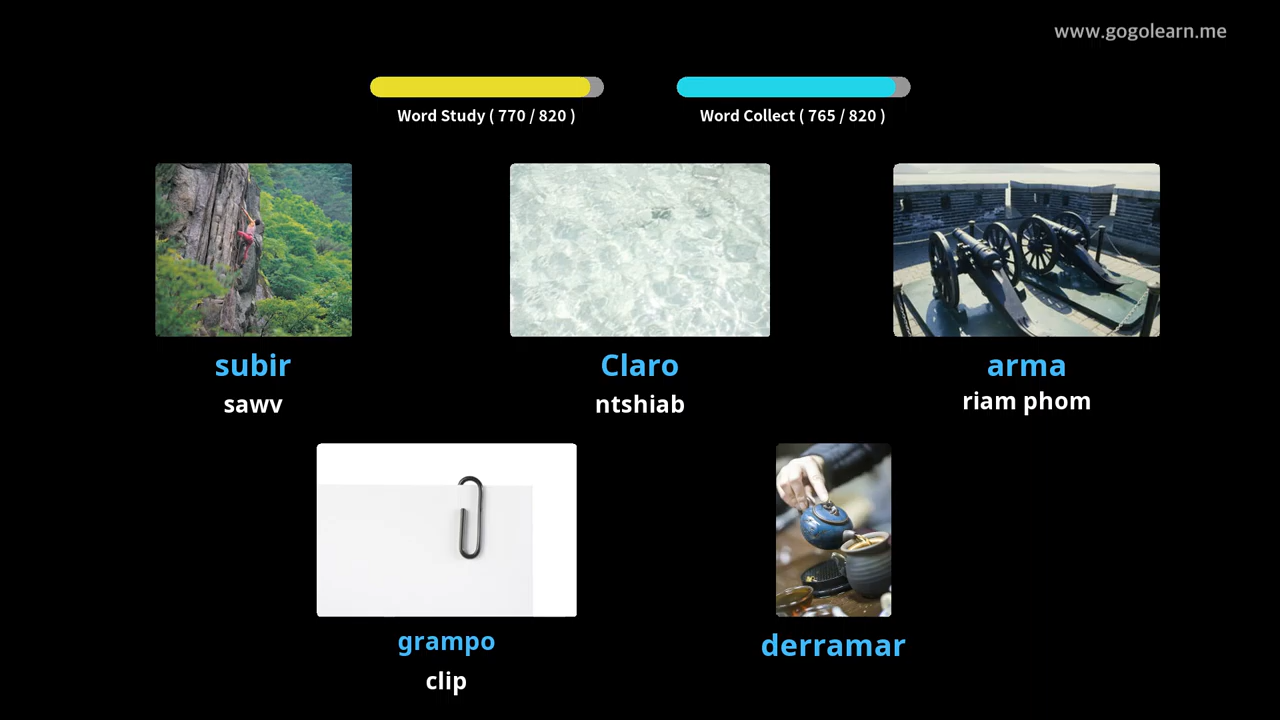 www.gogolearn.me
Word Study ( 770 / 820 )
Word Collect ( 765 / 820 )
subir
sawv
Claro
ntshiab
arma
riam phom
grampo
clip
derramar